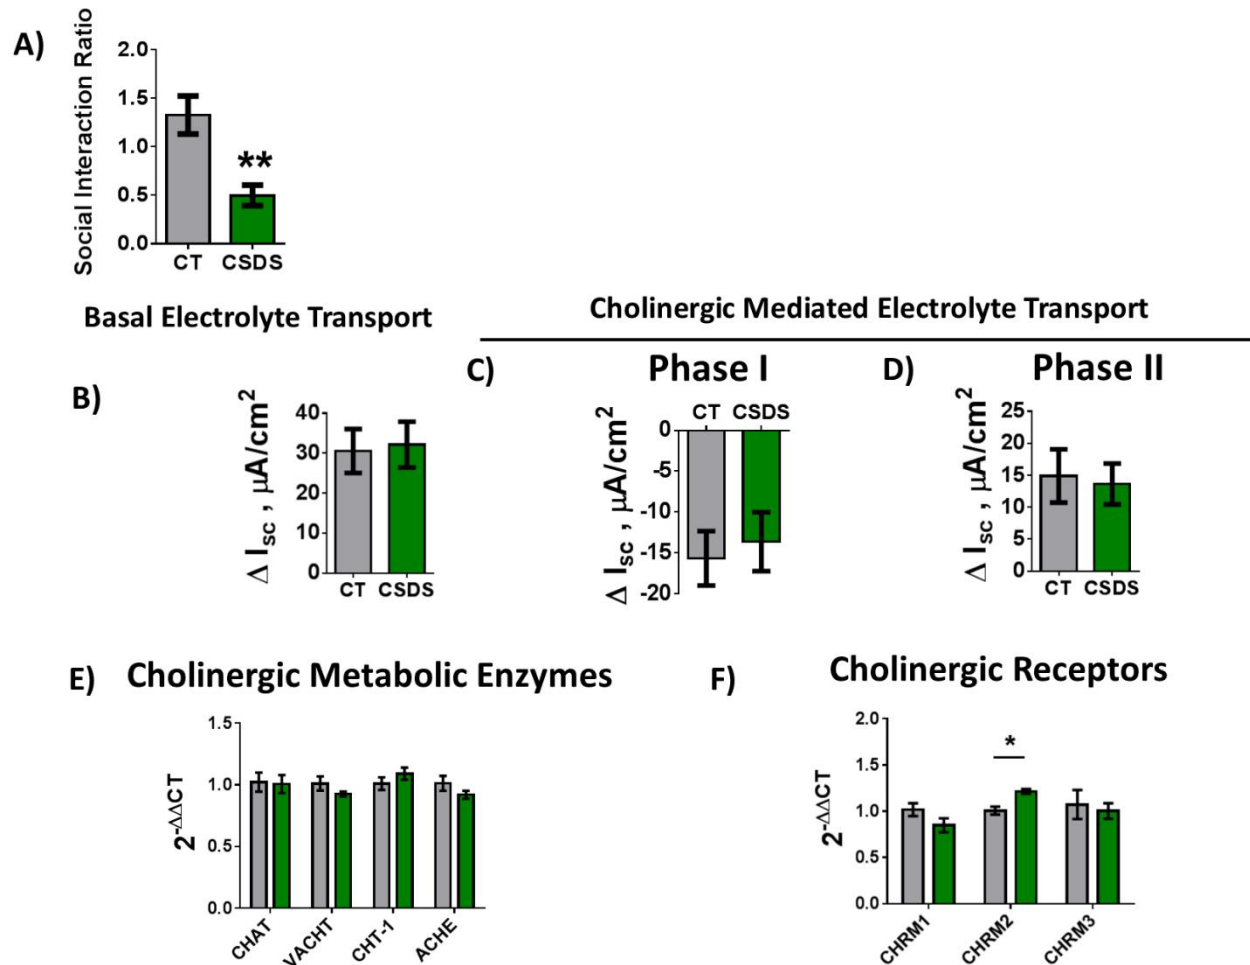 A)
Social Interaction Ratio
2.0
1.5
1.0
0.5
0.0
**
CT CSDS
Basal Electrolyte Transport
Cholinergic Mediated Electrolyte Transport
B)
Δ Isc , μA/cm²
40
30
20
10
0
CT CSDS
C)
Phase I
Δ Isc , μA/cm²
CT CSDS
0
-5
-10
-15
-20
D)
Phase II
Δ Isc , μA/cm²
25
20
15
10
5
0
CT CSDS
E)
Cholinergic Metabolic Enzymes
2-ΔΔCT
1.5
1.0
0.5
0.0
CHAT
VACHT
CHT-1
ACHE
F)
Cholinergic Receptors
2-ΔΔCT
2.0
1.5
1.0
0.5
0.0
*
CHRM1
CHRM2
CHRM3